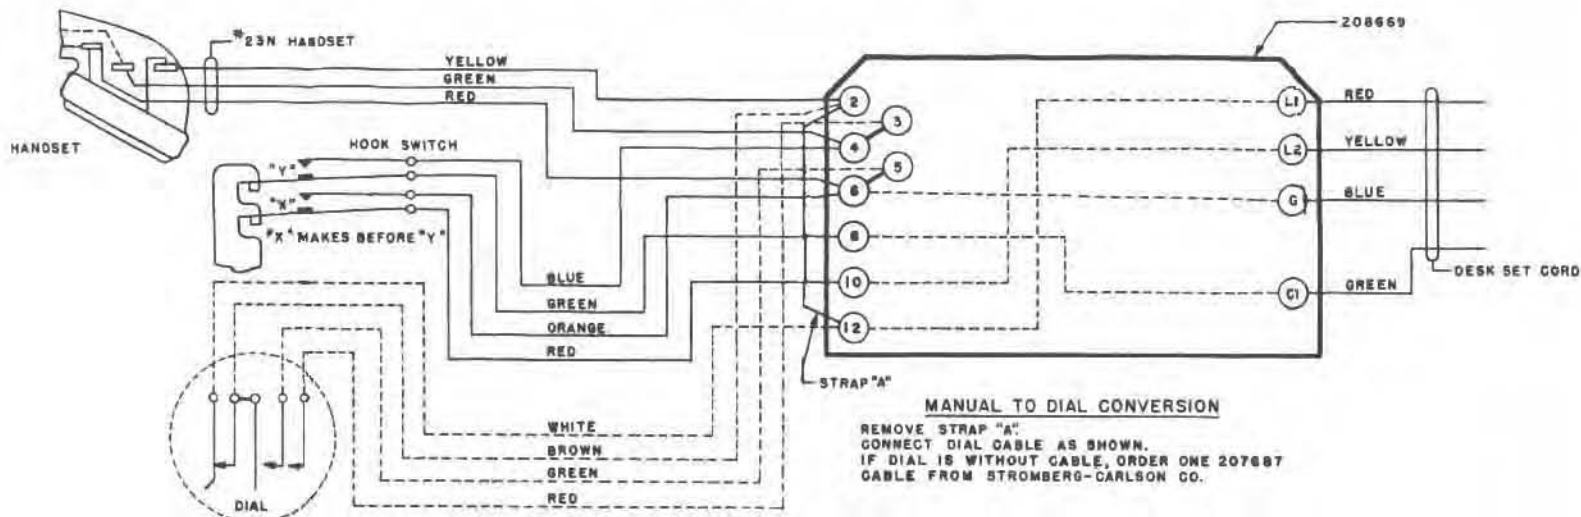 208669
*23N HANDSET
YELLOW
GREEN
RED
HANDSET
HOOK SWITCH
"Y"
"X"
"X" MAKES BEFORE "Y"
BLUE
GREEN
ORANGE
RED
WHITE
BROWN
GREEN
RED
DIAL
2
3
4
5
6
8
10
12
L1
L2
G
C1
RED
YELLOW
BLUE
GREEN
DESK SET CORD
STRAP "A"
MANUAL TO DIAL CONVERSION
REMOVE STRAP "A".
CONNECT DIAL CABLE AS SHOWN.
IF DIAL IS WITHOUT CABLE, ORDER ONE 207687
CABLE FROM STROMBERG-CARLSON CO.